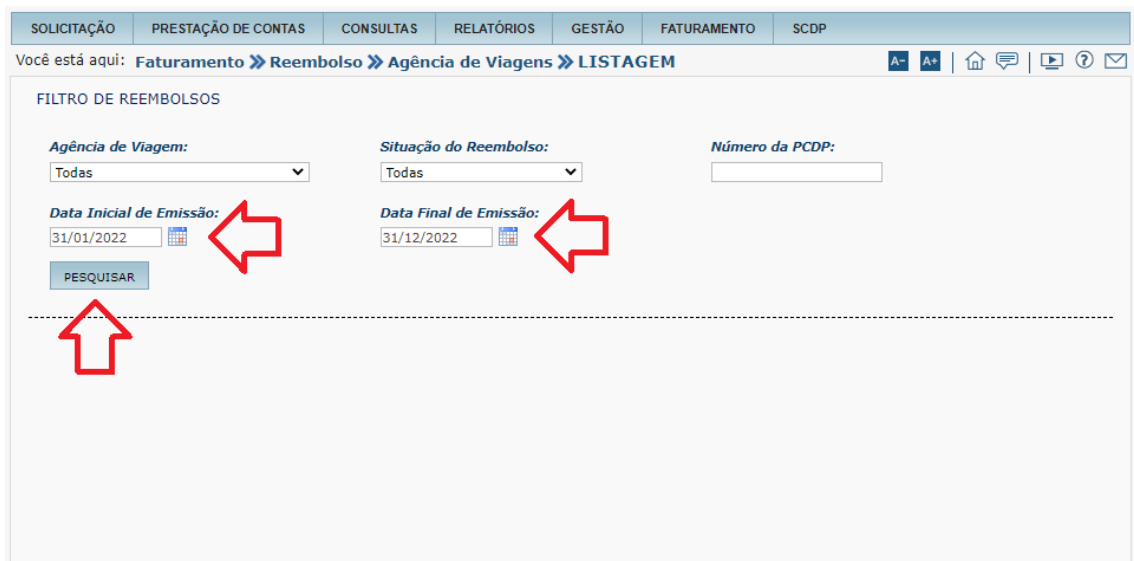 SOLICITAÇÃO PRESTAÇÃO DE CONTAS CONSULTAS RELATÓRIOS GESTÃO FATURAMENTO SCDP
Você está aqui: Faturamento >> Reembolso >> Agência de Viagens >> LISTAGEM A- A+ ?
FILTRO DE REEMBOLSOS
Agência de Viagem: Situação do Reembolso: Número da PCDP:
Todas Todas
Data Inicial de Emissão: Data Final de Emissão:
31/01/2022 31/12/2022
PESQUISAR